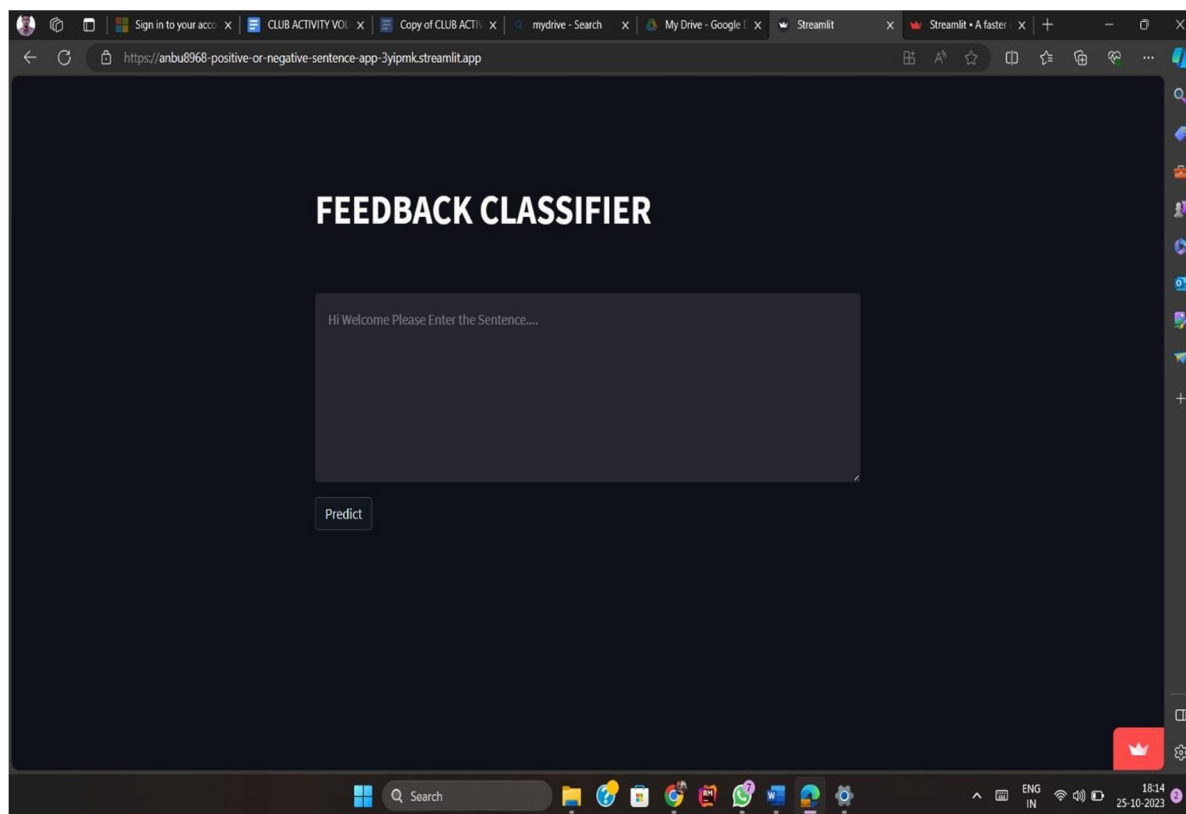 Sign in to your acco
CLUB ACTIVITY VOL
Copy of CLUB ACTI
mydrive - Search
My Drive - Google
Streamlit
Streamlit • A faster
https://anbu8968-positive-or-negative-sentence-app-3yipmk.streamlit.app
FEEDBACK CLASSIFIER
Hi Welcome Please Enter the Sentence....
Predict
Search
ENG
IN
18:14
25-10-2023
2